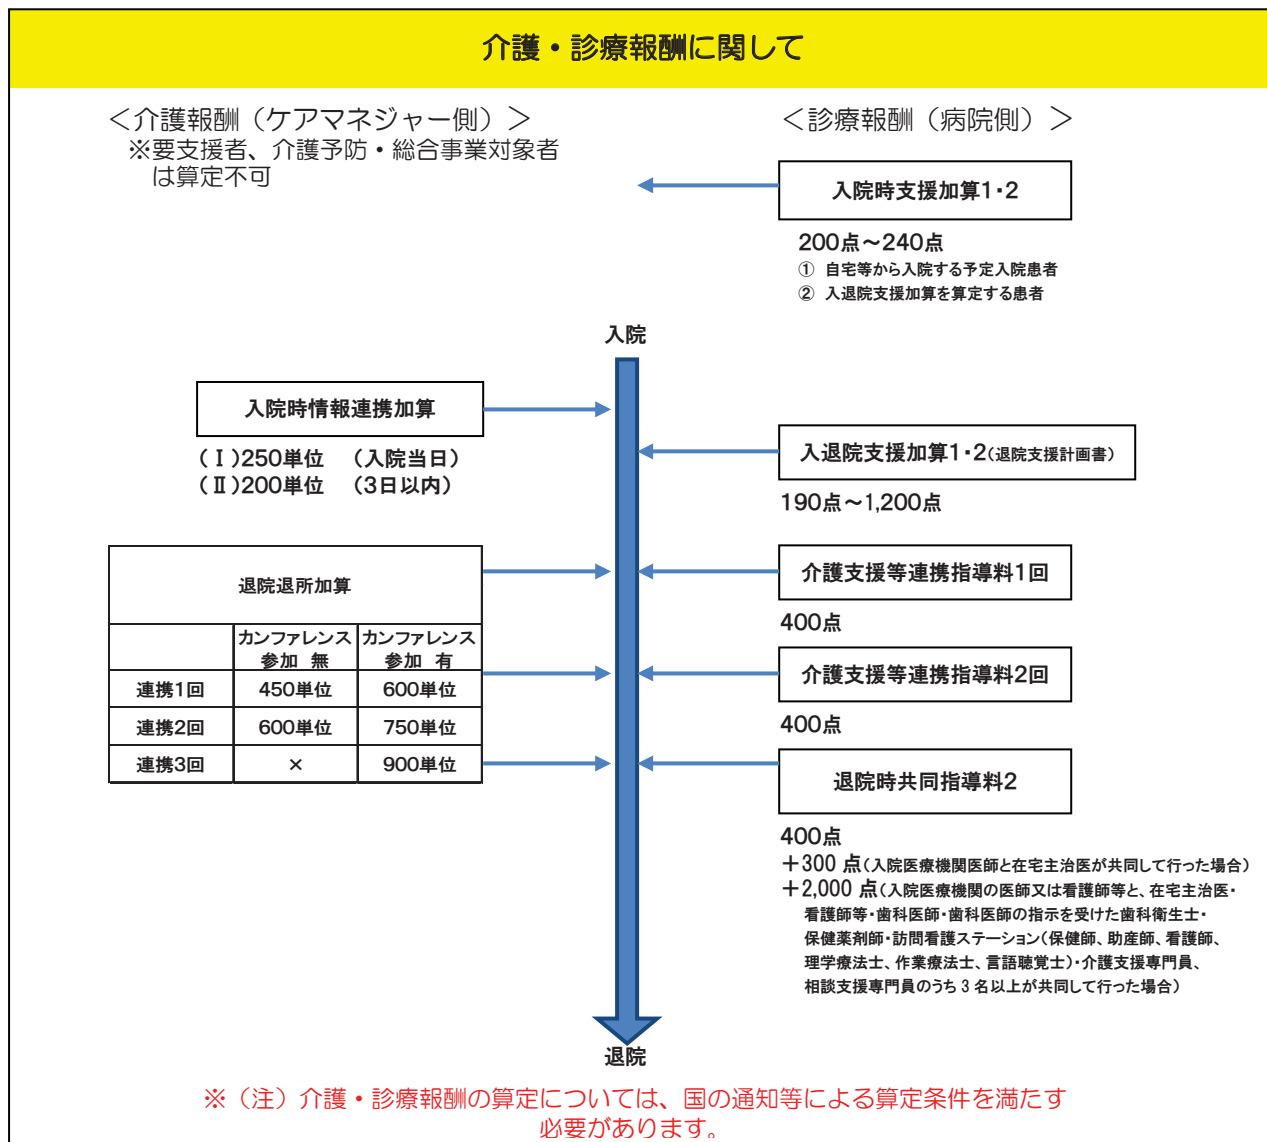 介護・診療報酬に関して
＜介護報酬（ケアマネジャー側）＞
※要支援者、介護予防・総合事業対象者
は算定不可
＜診療報酬（病院側）＞
入院時支援加算1・2
200点～240点
① 自宅等から入院する予定入院患者
② 入退院支援加算を算定する患者
入院
入院時情報連携加算
（Ⅰ）250単位 （入院当日）
（Ⅱ）200単位 （3日以内）
入退院支援加算1・2（退院支援計画書）
190点～1,200点
退院退所加算
カンファレンス
参加 無
カンファレンス
参加 有
連携1回 450単位 600単位
連携2回 600単位 750単位
連携3回 × 900単位
介護支援等連携指導料1回
400点
介護支援等連携指導料2回
400点
退院時共同指導料2
400点
＋300 点（入院医療機関医師と在宅主治医が共同して行った場合）
＋2,000 点（入院医療機関の医師又は看護師等と、在宅主治医・
看護師等・歯科医師・歯科医師の指示を受けた歯科衛生士・
保健薬剤師・訪問看護ステーション（保健師、助産師、看護師、
理学療法士、作業療法士、言語聴覚士）・介護支援専門員、
相談支援専門員のうち 3 名以上が共同して行った場合）
退院
※（注）介護・診療報酬の算定については、国の通知等による算定条件を満たす
必要があります。